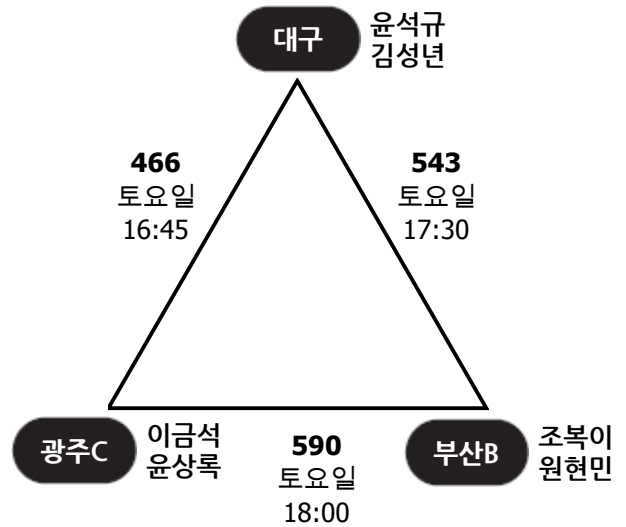 대구
윤석규
김성년
466
토요일
16:45
543
토요일
17:30
광주C
이금석
윤상록
590
토요일
18:00
부산B
조복이
원현민